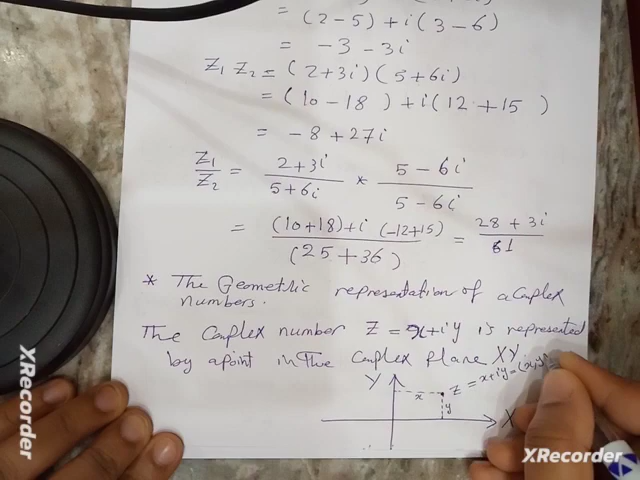 = (2-5) + i(3-6)
= -3-3i
Z₁ Z₂ = (2+3i)(5+6i)
= (10-18) + i(12+15)
= -8+27i
Z₁/Z₂ = 2+3i/5+6i * 5-6i/5-6i
= (10+18)+i(-12+15)/(25+36) = 28+3i/61
* The Geometric representation of a Complex
numbers.
The Complex number Z = x+iy is represented
by a point in the Complex plane XY
Y x Z = x+iy = (x,y)
y
X
XRecorder
XRecorder